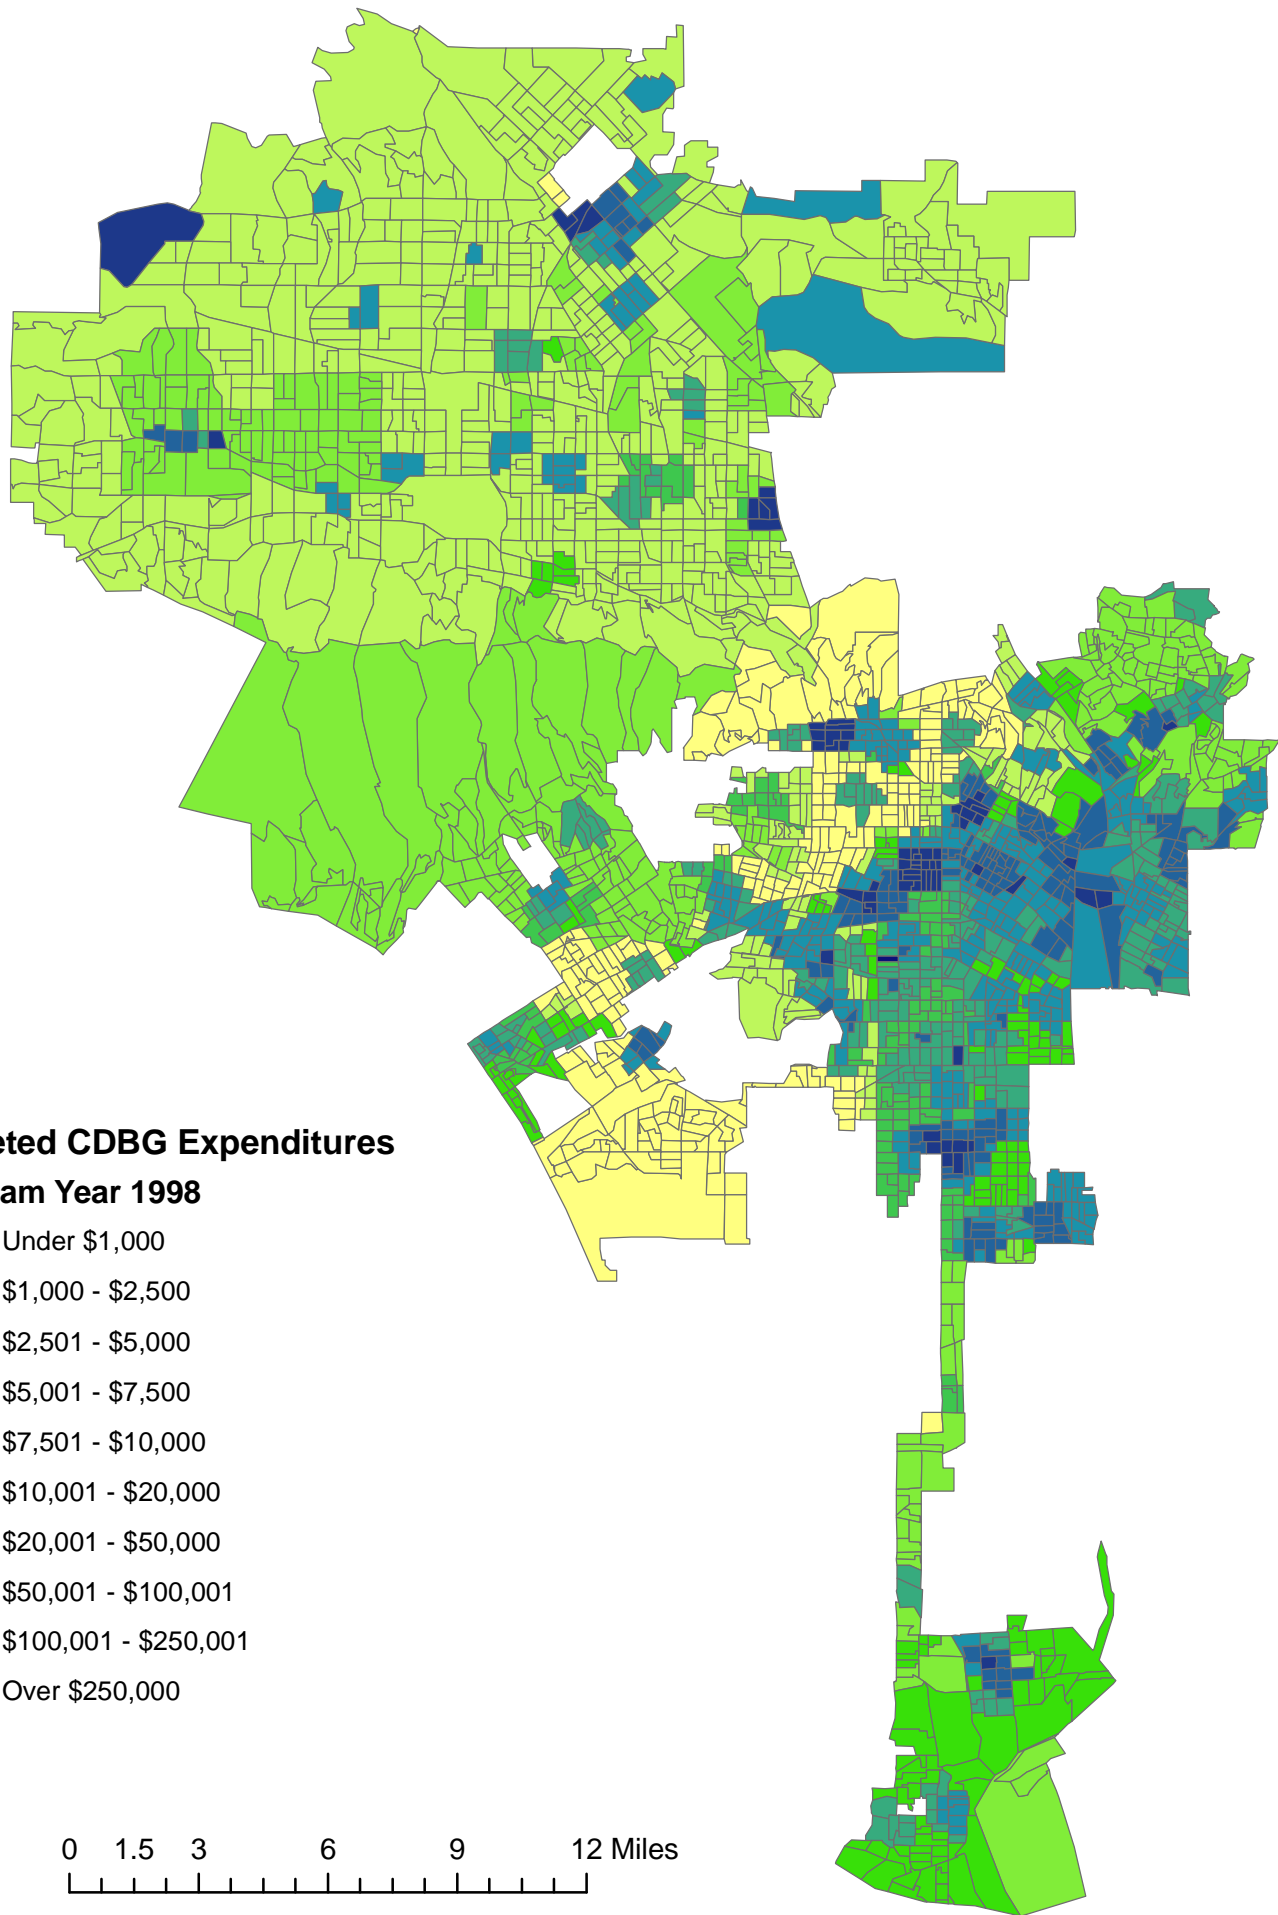 eted CDBG Expenditures
am Year 1998
Under $1,000
$1,000 - $2,500
$2,501 - $5,000
$5,001 - $7,500
$7,501 - $10,000
$10,001 - $20,000
$20,001 - $50,000
$50,001 - $100,001
$100,001 - $250,001
Over $250,000
0 1.5 3 6 9 12 Miles